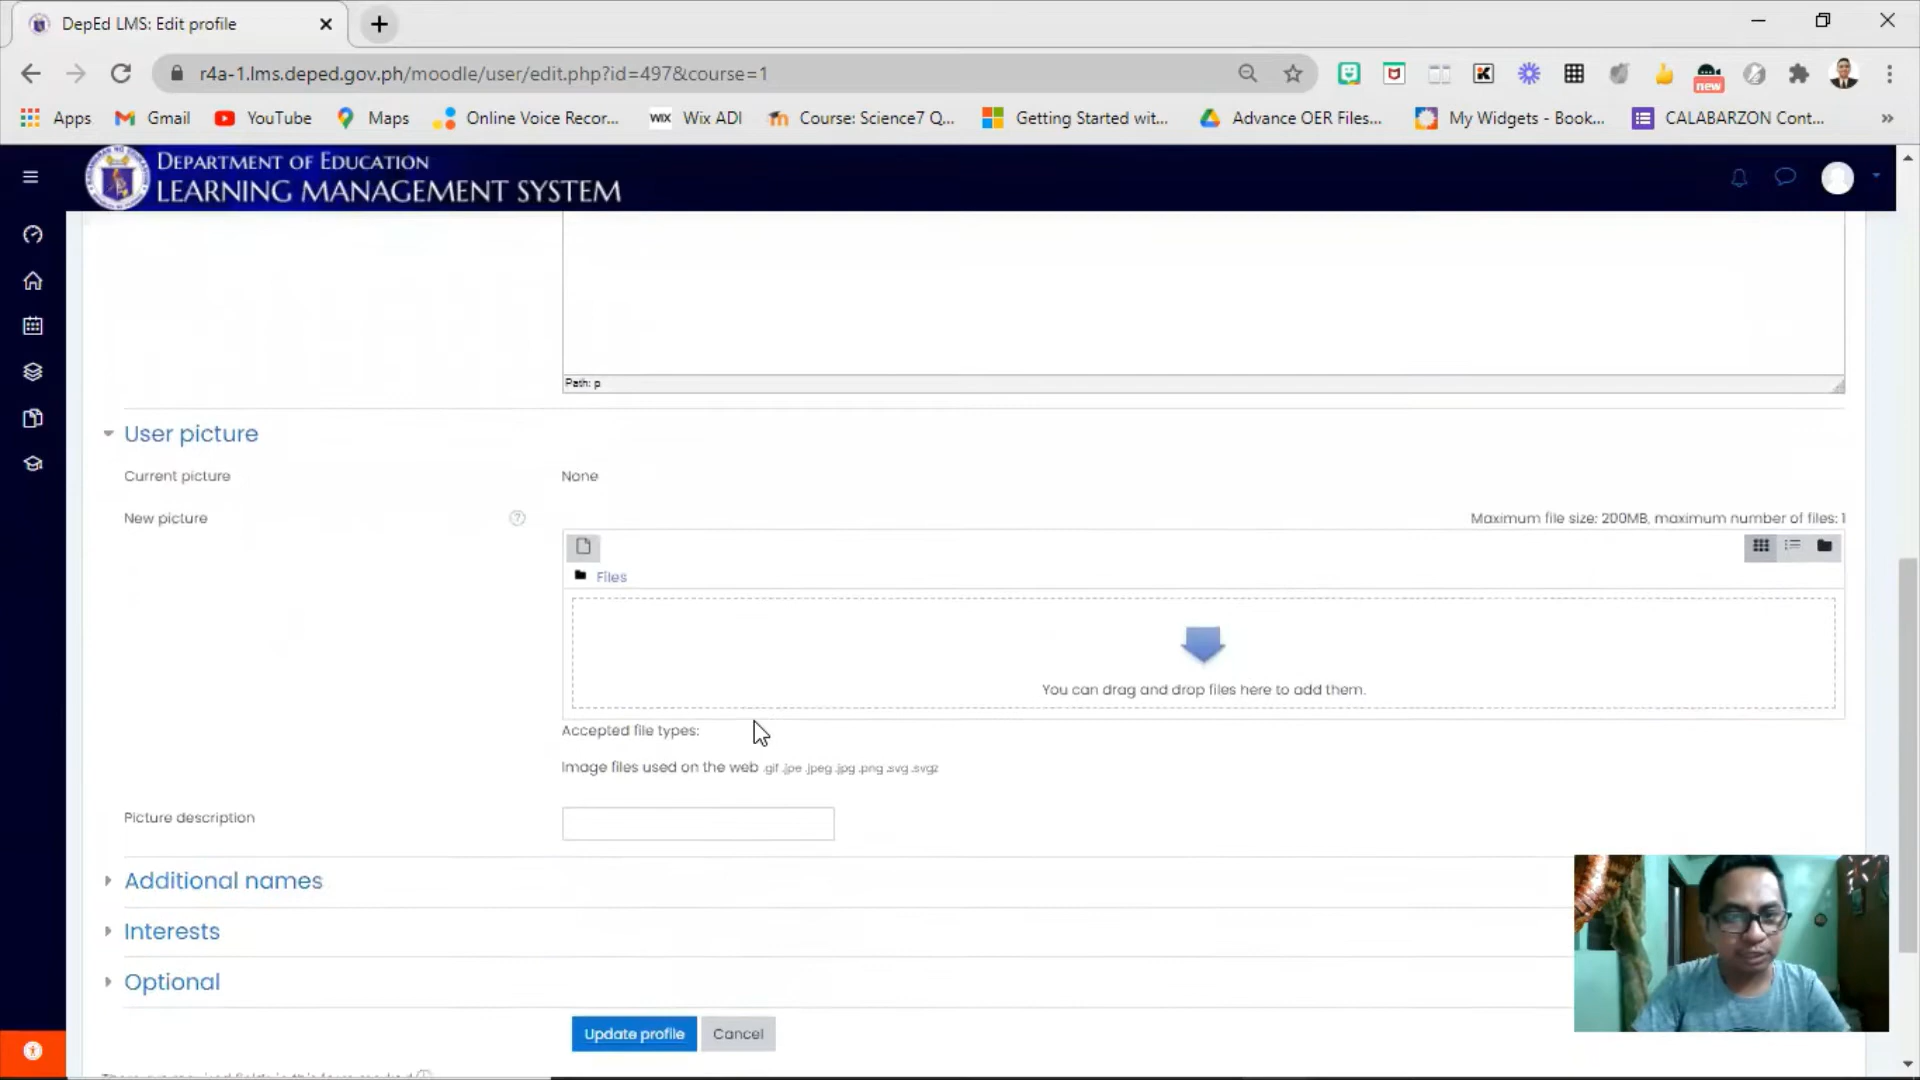 DepEd LMS: Edit profile
r4a-1.lms.deped.gov.ph/moodle/user/edit.php?id=497&course=1
new
Apps
Gmail
YouTube
Maps
Online Voice Recor...
WIX Wix ADI
Course: Science7 Q...
Getting Started wit...
Advance OER Files...
My Widgets - Book...
CALABARZON Cont...
»
DEPARTMENT OF EDUCATION
LEARNING MANAGEMENT SYSTEM
Path: p
User picture
Current picture
None
New picture
Maximum file size: 200MB, maximum number of files: 1
Files
You can drag and drop files here to add them.
Accepted file types:
Image files used on the web .gif .jpe .jpeg .jpg .png .svg .svgz
Picture description
Additional names
Interests
Optional
Update profile
Cancel